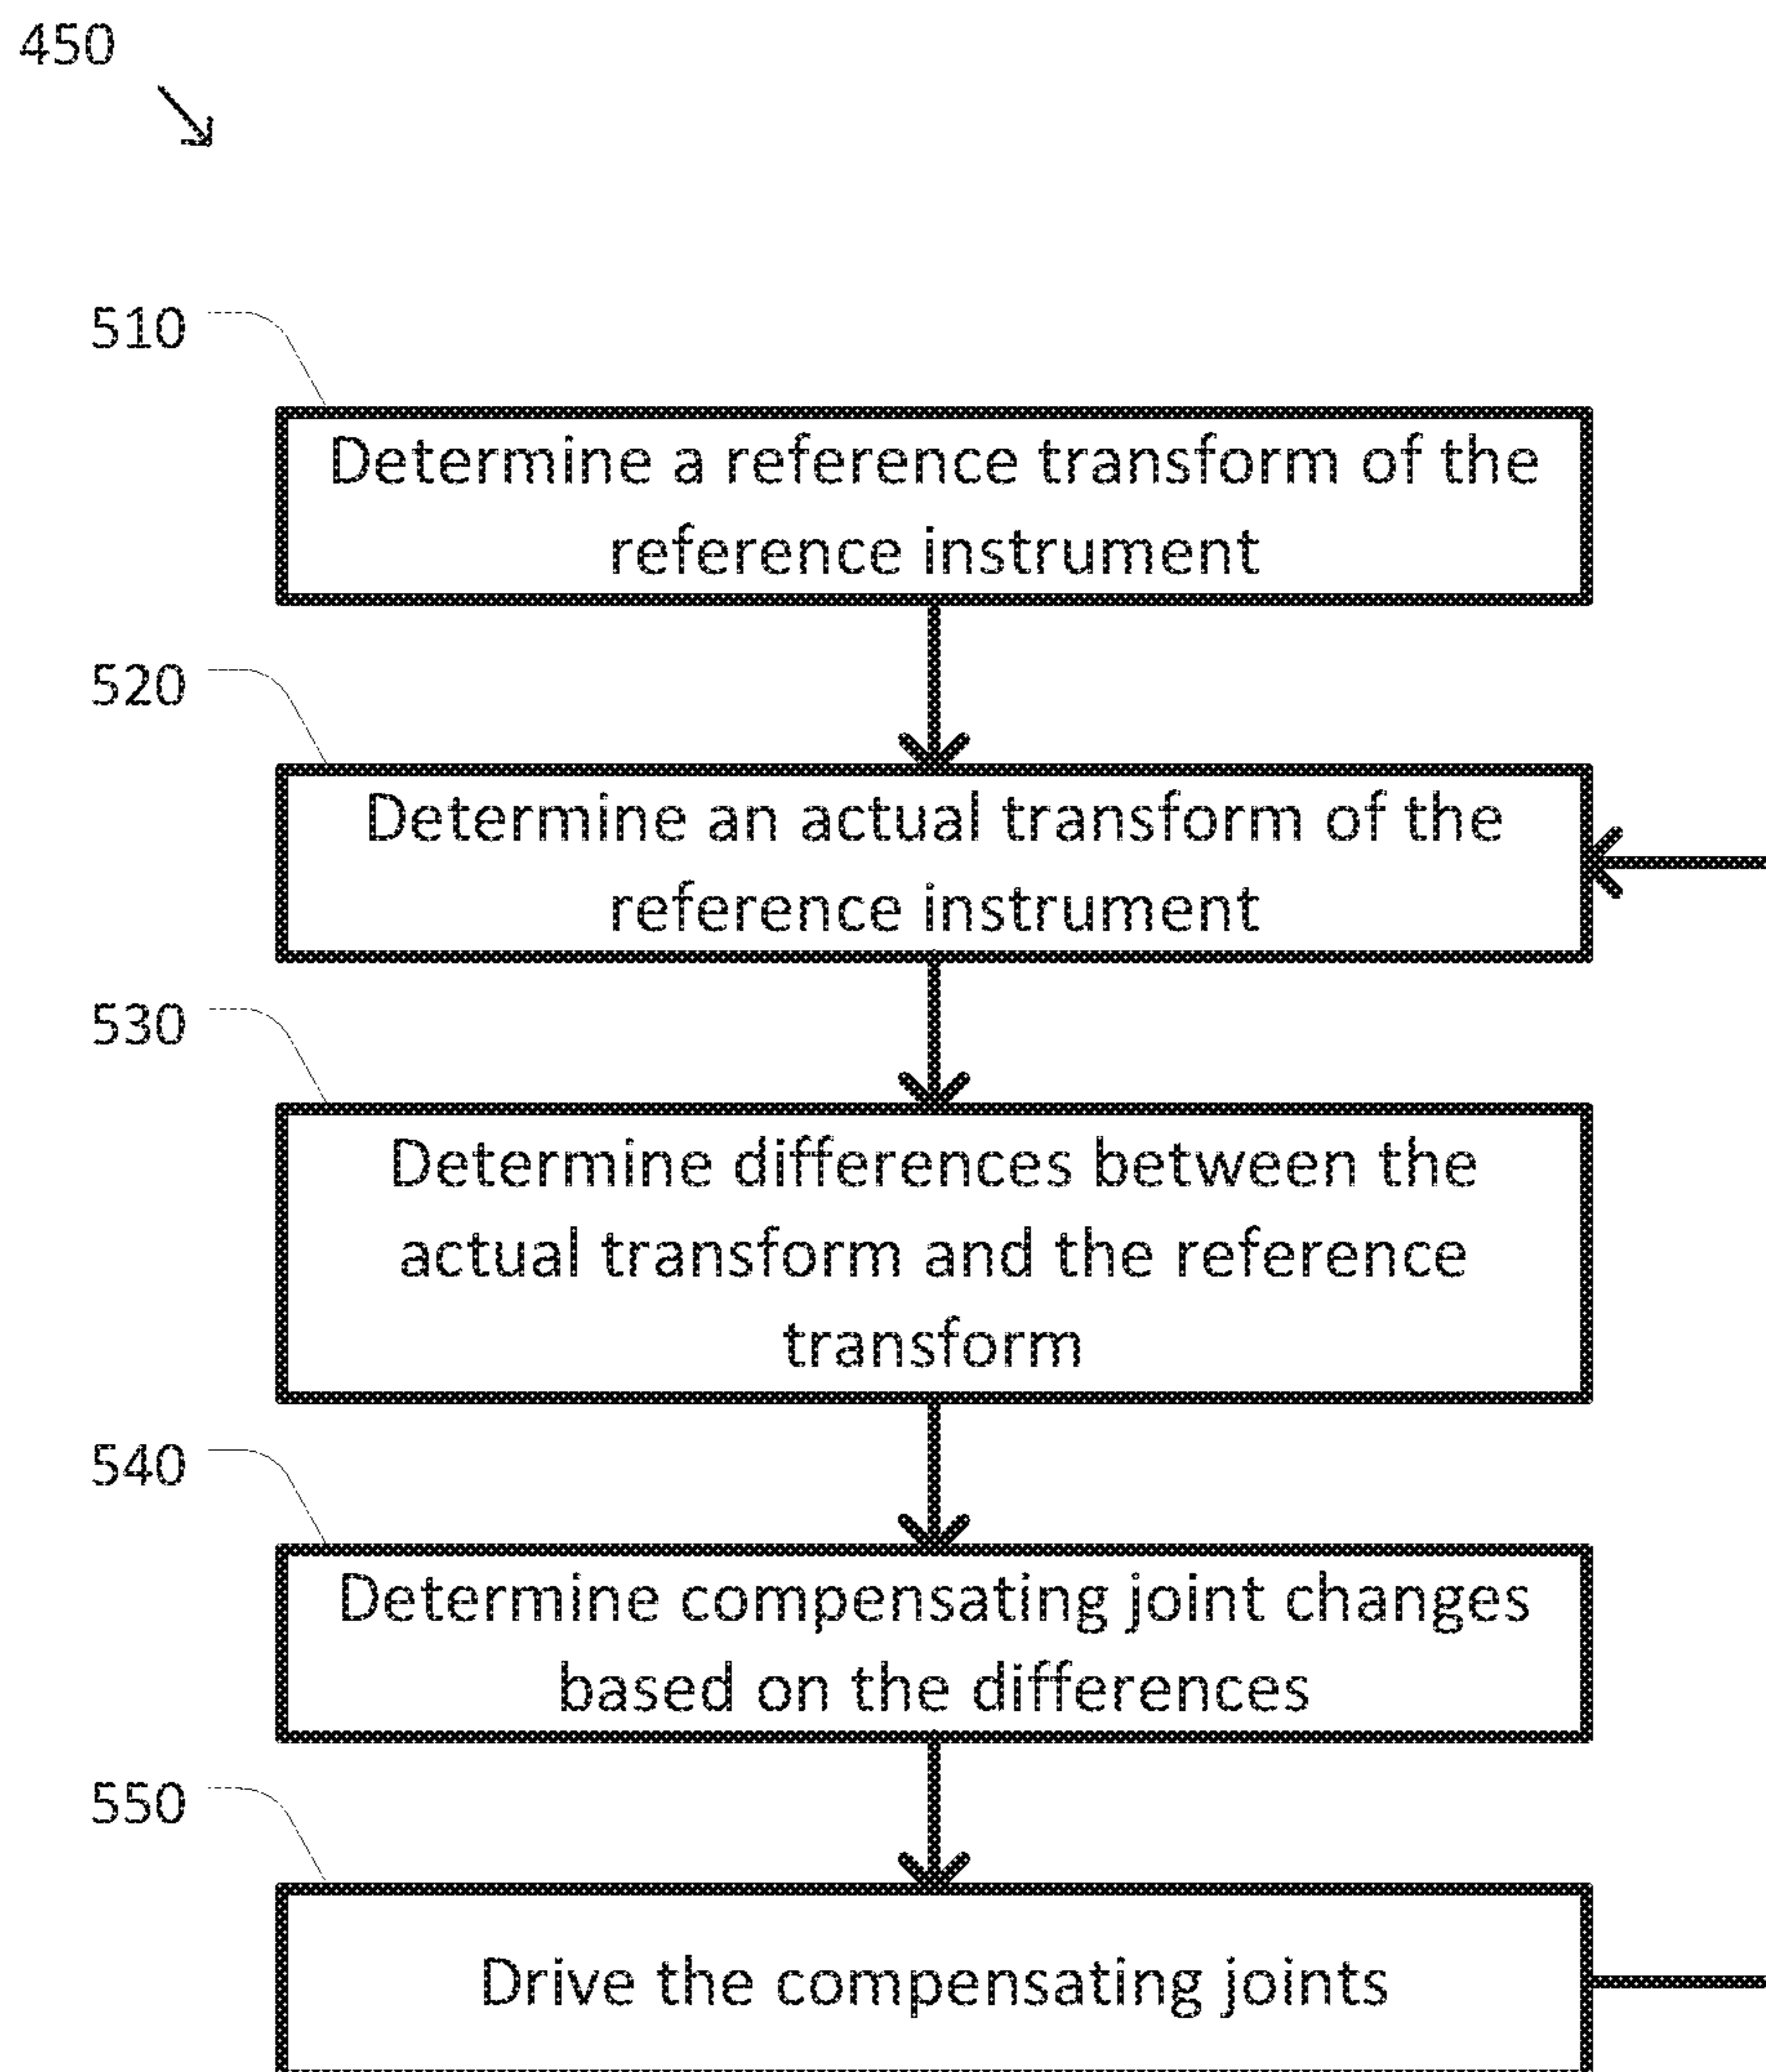 450
510
Determine a reference transform of the
reference instrument
520
Determine an actual transform of the
reference instrument
530
Determine differences between the
actual transform and the reference
transform
540
Determine compensating joint changes
based on the differences
550
Drive the compensating joints